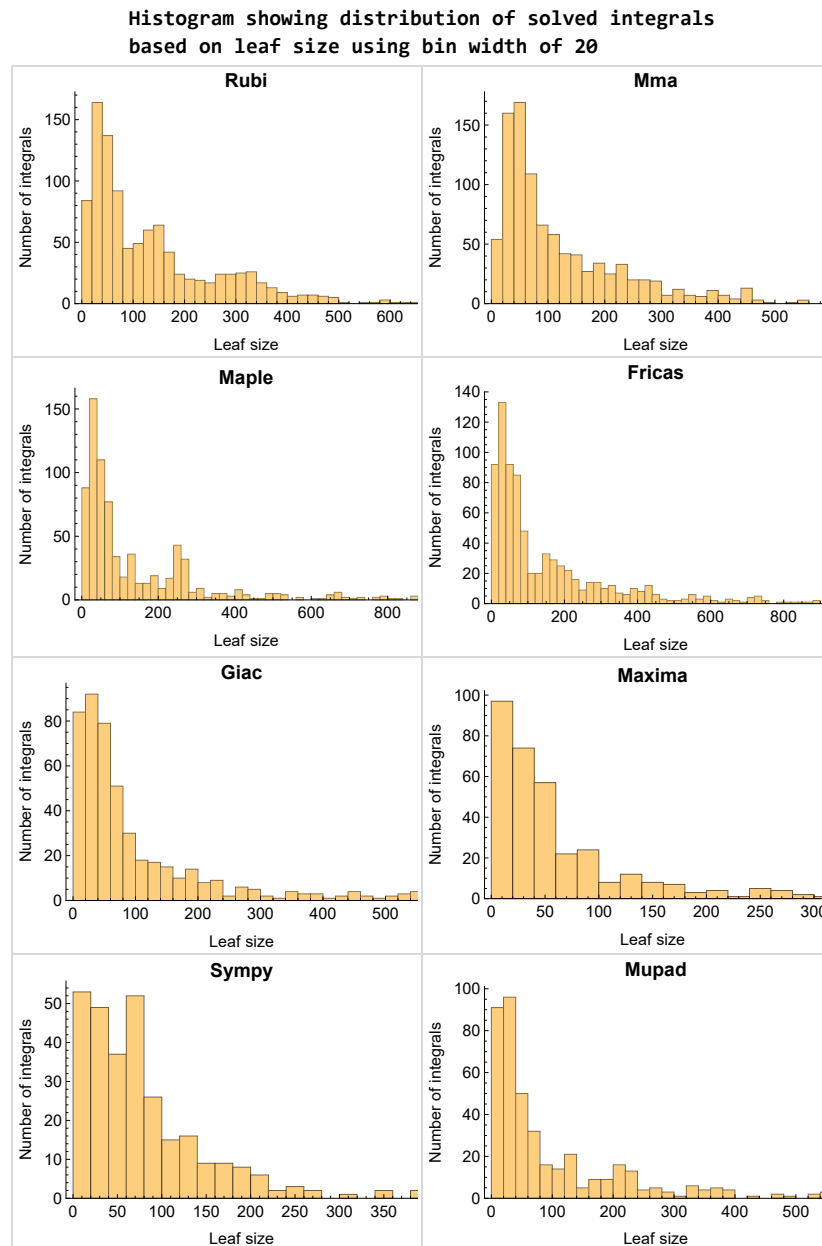 Histogram showing distribution of solved integrals
based on leaf size using bin width of 20
Rubi
Number of integrals
150
100
50
0
0 100 200 300 400 500 600
Leaf size
Mma
Number of integrals
150
100
50
0
0 100 200 300 400 500
Leaf size
Maple
Number of integrals
150
100
50
0
0 200 400 600 800
Leaf size
Fricas
Number of integrals
140
120
100
80
60
40
20
0
0 200 400 600 800
Leaf size
Giac
Number of integrals
80
60
40
20
0
0 100 200 300 400 500
Leaf size
Maxima
Number of integrals
100
80
60
40
20
0
0 50 100 150 200 250 300
Leaf size
Sympy
Number of integrals
50
40
30
20
10
0
0 50 100 150 200 250 300 350
Leaf size
Mupad
Number of integrals
100
80
60
40
20
0
0 100 200 300 400 500
Leaf size